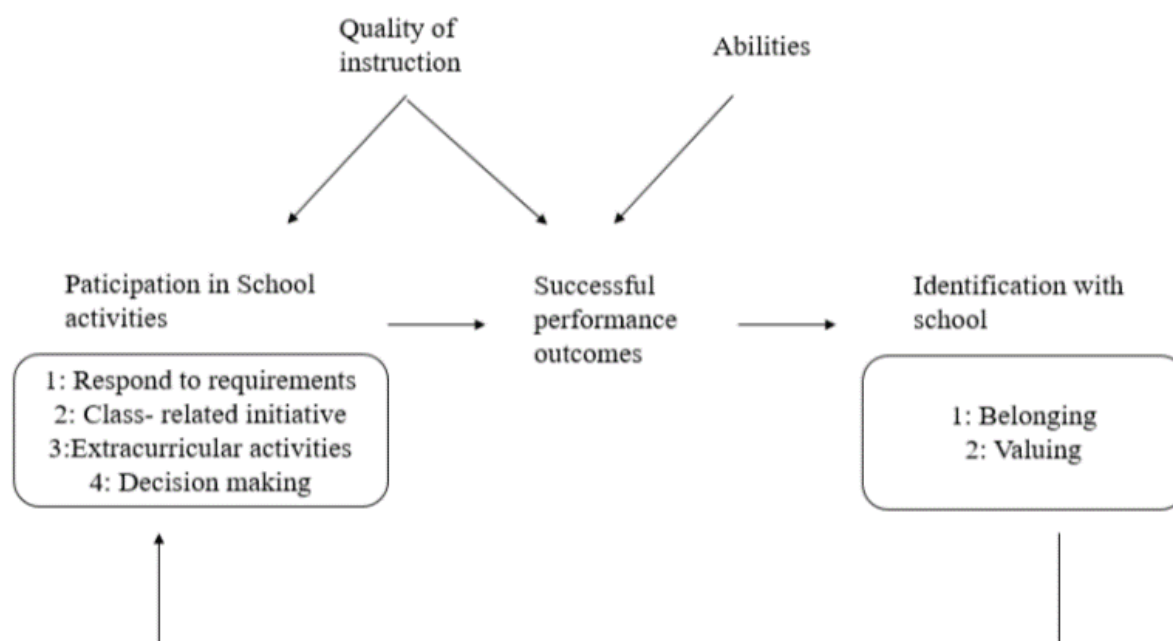 Quality of
instruction
Abilities
Paticipation in School
activities
Successful
performance
outcomes
Identification with
school
1: Respond to requirements
2: Class- related initiative
3:Extracurricular activities
4: Decision making
1: Belonging
2: Valuing